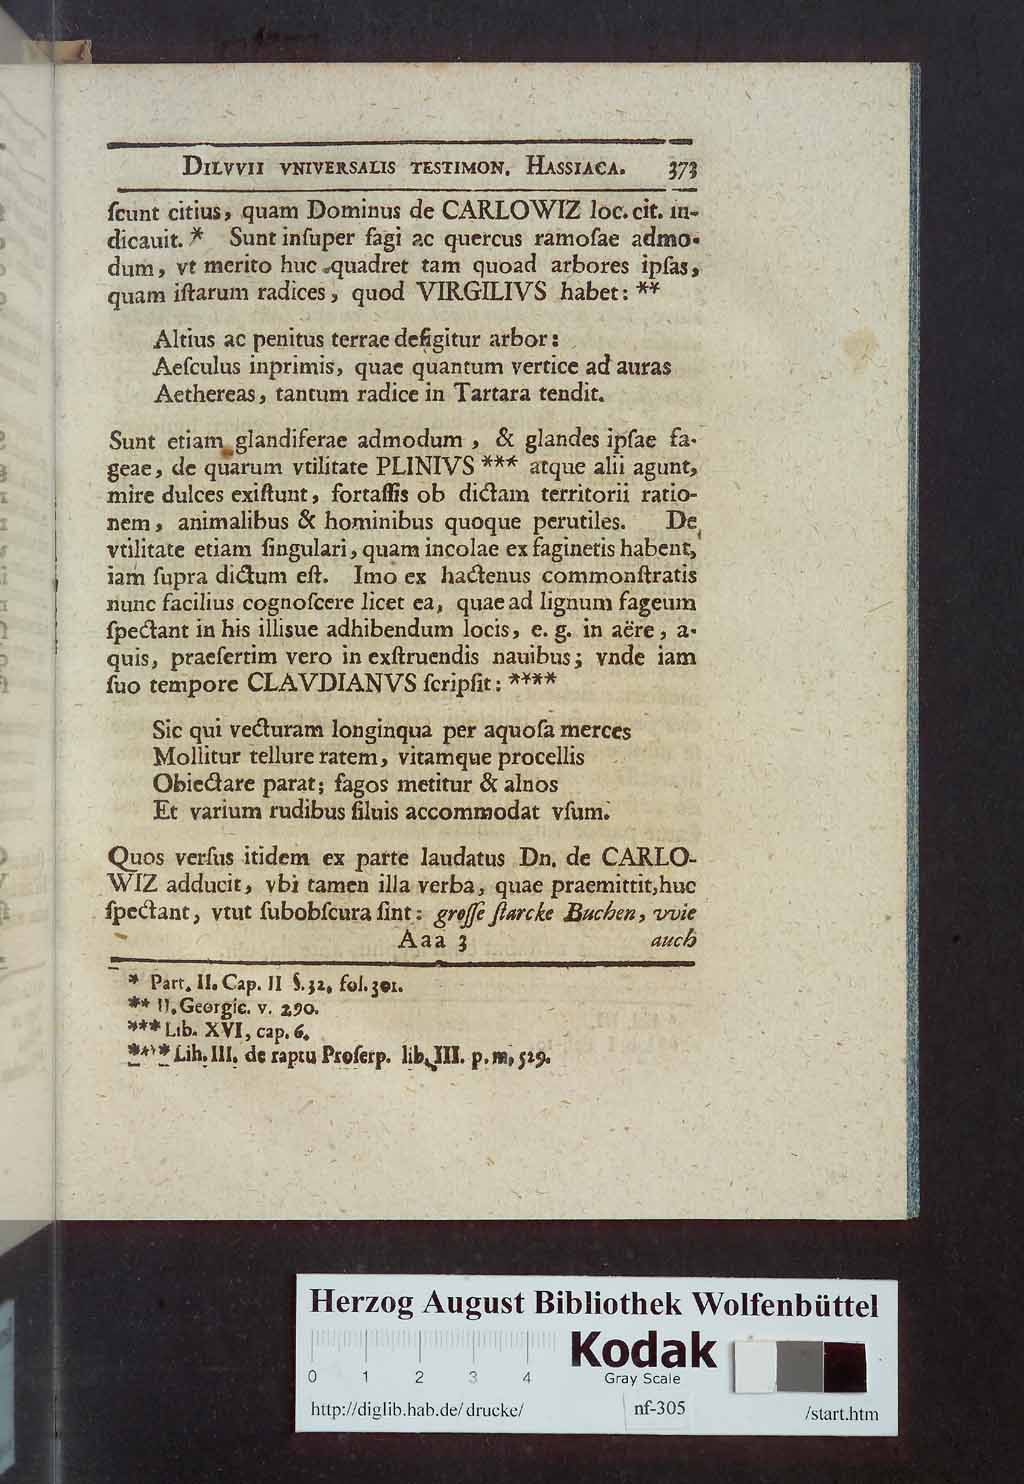 DILVVII VNIVERSALIS TESTIMON. HASSIACA. 373
ſcunt citius, quam Dominus de CARLOWIZ loc. cit. in-
dicauit. * Sunt inſuper fagi ac quercus ramoſae admo-
dum, vt merito huc quadret tam quoad arbores ipſas,
quam iſtarum radices, quod VIRGILIVS habet: **
Altius ac penitus terrae defigitur arbor:
Aeſculus inprimis, quae quantum vertice ad auras
Aethereas, tantum radice in Tartara tendit.
Sunt etiam glandiferae admodum, & glandes ipſae fa-
geae, de quarum vtilitate PLINIVS *** atque alii agunt,
mire dulces exiſtunt, fortaſſis ob dictam territorii ratio-
nem, animalibus & hominibus quoque perutiles. De
vtilitate etiam ſingulari, quam incolae ex faginetis habent,
iam ſupra dictum eſt. Imo ex hactenus commonſtratis
nunc facilius cognoſcere licet ea, quae ad lignum fageum
ſpectant in his illisue adhibendum locis, e. g. in aëre, a-
quis, praeſertim vero in exſtruendis nauibus; vnde iam
ſuo tempore CLAVDIANVS ſcripſit: ****
Sic qui vecturam longinqua per aquoſa merces
Mollitur tellure ratem, vitamque procellis
Obiectare parat; fagos metitur & alnos
Et varium rudibus ſiluis accommodat vſum.
Quos verſus itidem ex parte laudatus Dn. de CARLO-
WIZ adducit, vbi tamen illa verba, quae praemittit, huc
ſpectant, vtut ſubobſcura ſint: groſſe ſtarcke Buchen, vvie
Aaa 3 auch
* Part. II. Cap. II §. 32. fol. 301.
** II. Georgic. v. 290.
*** Lib. XVI, cap. 6.
**** Lib. III. de raptu Proſerp. lib. III. p. m. 529.
Herzog August Bibliothek Wolfenbüttel
Kodak
0 1 2 3 4 Gray Scale
http://diglib.hab.de/drucke/ nf-305 /start.htm